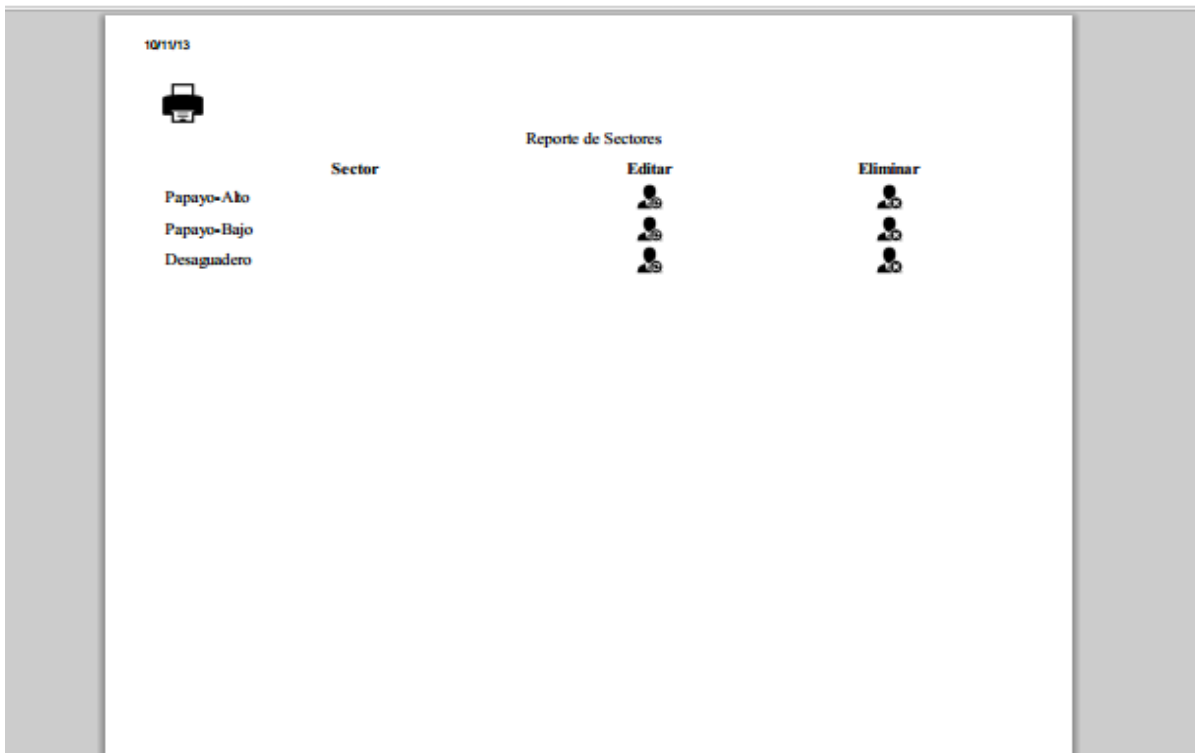 10/11/13
Reporte de Sectores
Sector Editar Eliminar
Papayo-Alto
Papayo-Bajo
Desaguadero